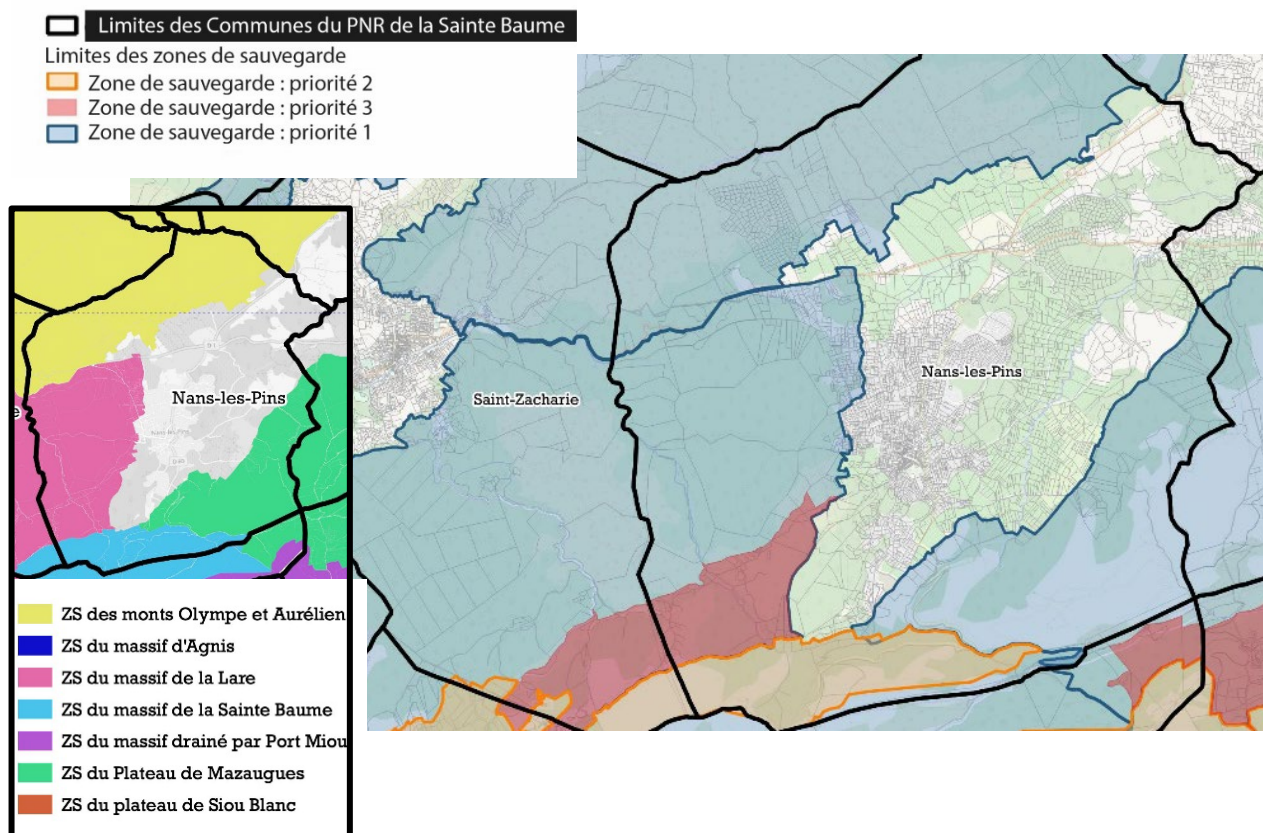 Limites des Communes du PNR de la Sainte Baume
Limites des zones de sauvegarde
Zone de sauvegarde : priorité 2
Zone de sauvegarde : priorité 3
Zone de sauvegarde : priorité 1
Saint-Zacharie
Nans-les-Pins
Nans-les-Pins
e
ZS des monts Olympe et Aurélien
ZS du massif d'Agnis
ZS du massif de la Lare
ZS du massif de la Sainte Baume
ZS du massif drainé par Port Miou
ZS du Plateau de Mazaugues
ZS du plateau de Siou Blanc